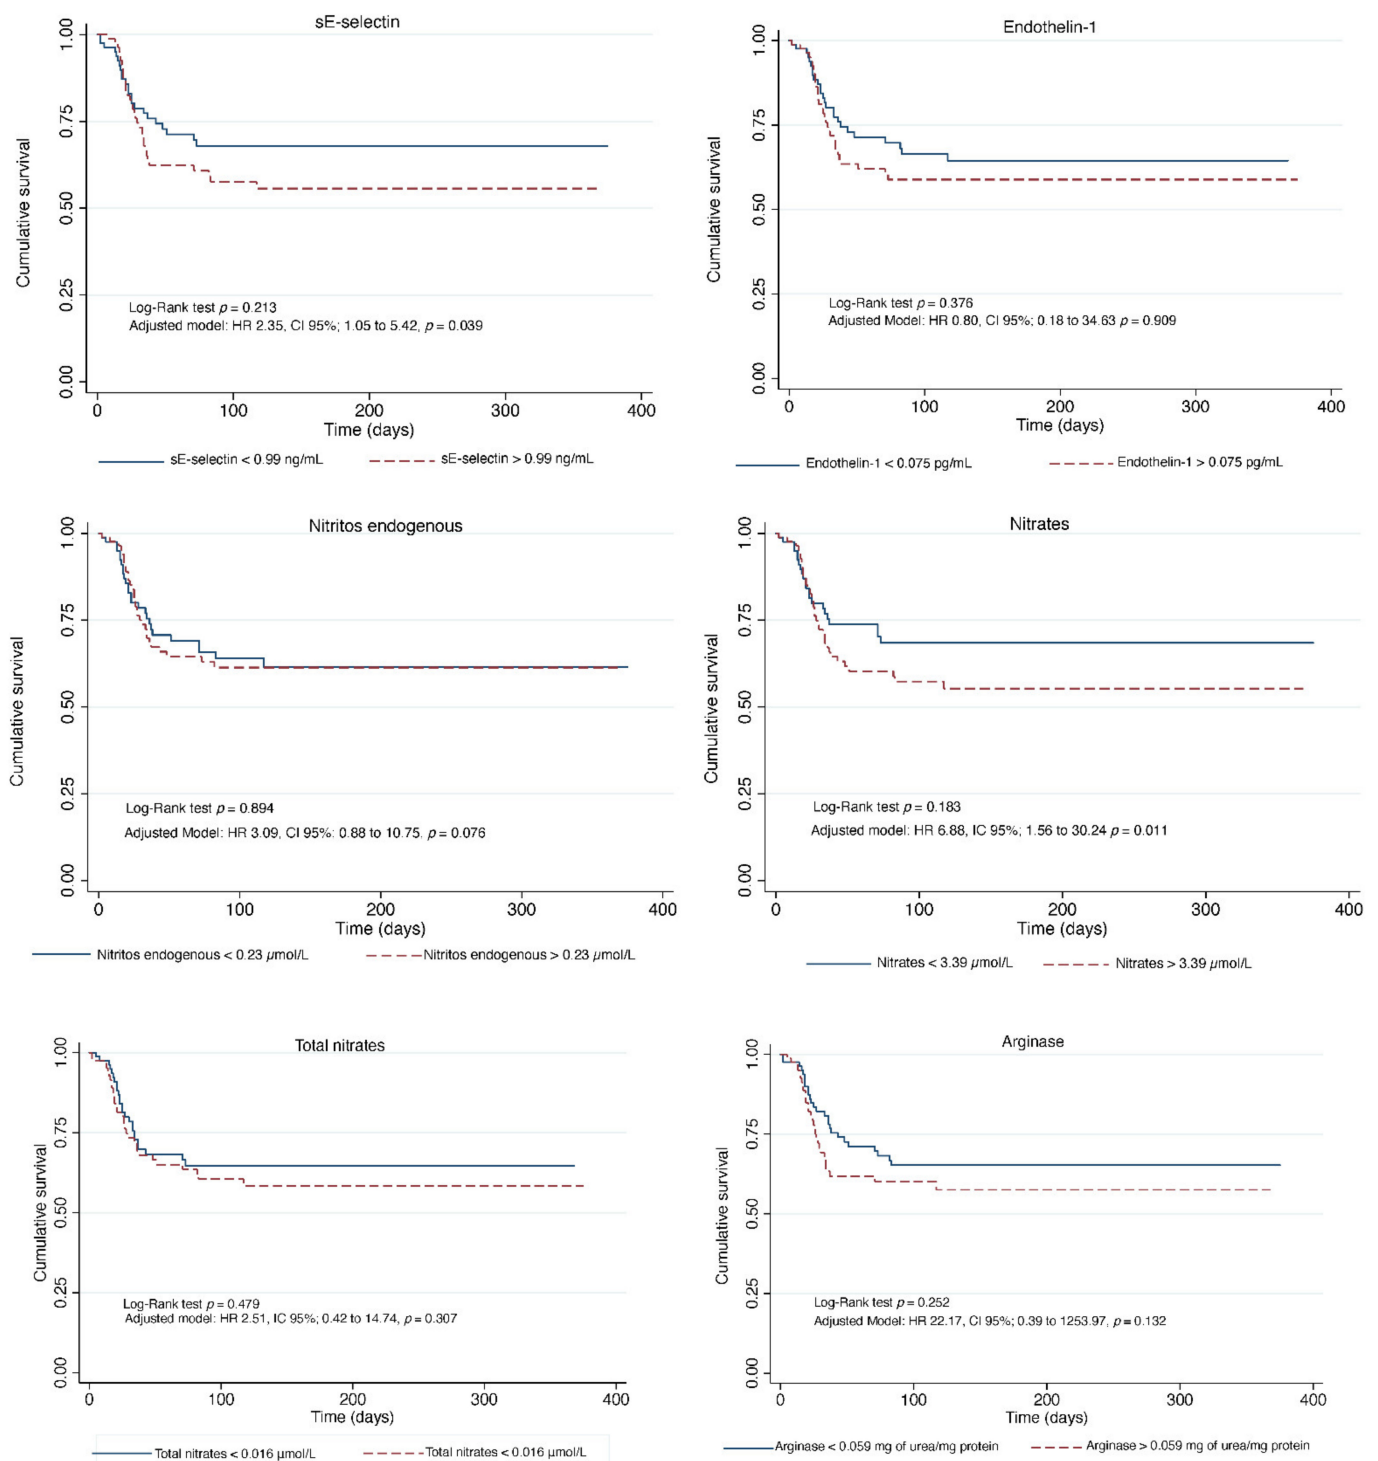 sE-selectin
Cumulative survival
1.00
0.75
0.50
0.25
0.00
Log-Rank test p = 0.213
Adjusted model: HR 2.35, CI 95%; 1.05 to 5.42, p = 0.039
0 100 200 300 400
Time (days)
sE-selectin < 0.99 ng/mL sE-selectin > 0.99 ng/mL
Endothelin-1
Cumulative survival
1.00
0.75
0.50
0.25
0.00
Log-Rank test p = 0.376
Adjusted Model: HR 0.80, CI 95%; 0.18 to 34.63 p = 0.909
0 100 200 300 400
Time (days)
Endothelin-1 < 0.075 pg/mL Endothelin-1 > 0.075 pg/mL
Nitritos endogenous
Cumulative survival
1.00
0.75
0.50
0.25
0.00
Log-Rank test p = 0.894
Adjusted Model: HR 3.09, CI 95%: 0.88 to 10.75, p = 0.076
0 100 200 300 400
Time (days)
Nitritos endogenous < 0.23 µmol/L Nitritos endogenous > 0.23 µmol/L
Nitrates
Cumulative survival
1.00
0.75
0.50
0.25
0.00
Log-Rank test p = 0.183
Adjusted model: HR 6.88, IC 95%; 1.56 to 30.24 p = 0.011
0 100 200 300 400
Time (days)
Nitrates < 3.39 µmol/L Nitrates > 3.39 µmol/L
Total nitrates
Cumulative survival
1.00
0.75
0.50
0.25
0.00
Log-Rank test p = 0.479
Adjusted model: HR 2.51, IC 95%; 0.42 to 14.74, p = 0.307
0 100 200 300 400
Time (days)
Total nitrates < 0.016 µmol/L Total nitrates < 0.016 µmol/L
Arginase
Cumulative survival
1.00
0.75
0.50
0.25
0.00
Log-Rank test p = 0.252
Adjusted Model: HR 22.17, CI 95%; 0.39 to 1253.97, p = 0.132
0 100 200 300 400
Time (days)
Arginase < 0.059 mg of urea/mg protein Arginase > 0.059 mg of urea/mg protein